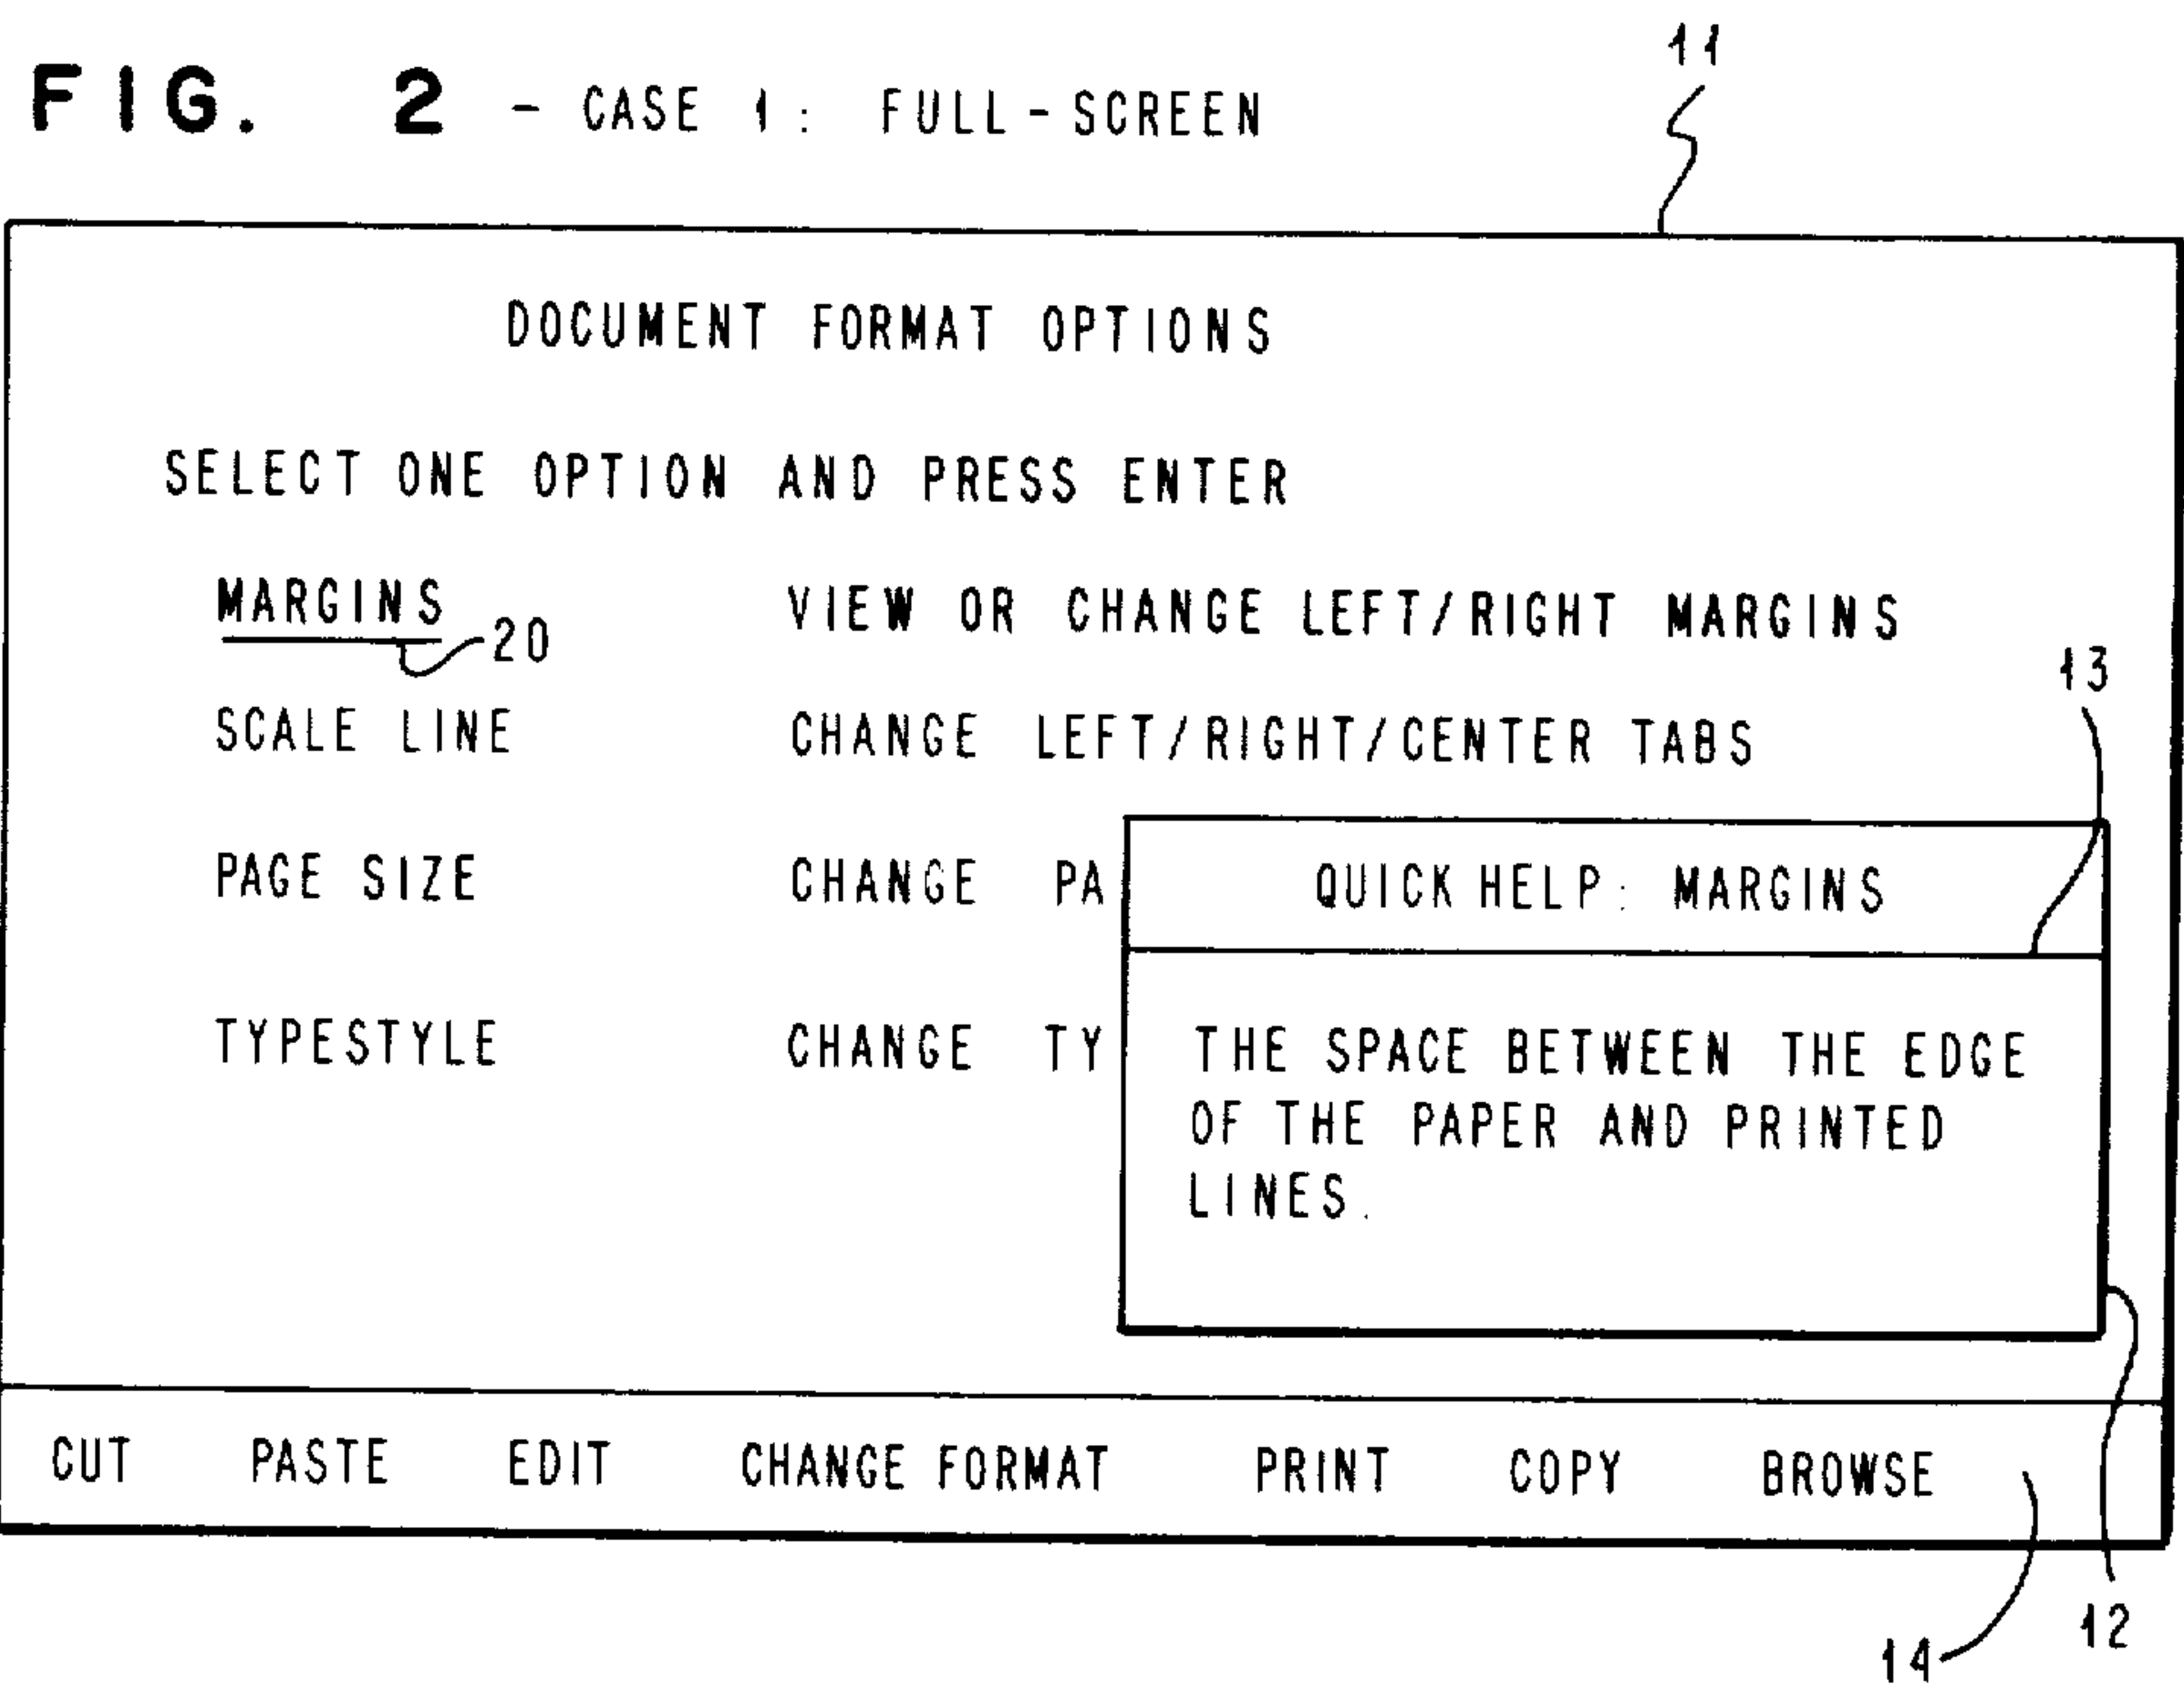 FIG. 2 - CASE 1: FULL-SCREEN
11
DOCUMENT FORMAT OPTIONS
SELECT ONE OPTION AND PRESS ENTER
MARGINS VIEW OR CHANGE LEFT/RIGHT MARGINS
20
13
SCALE LINE CHANGE LEFT/RIGHT/CENTER TABS
PAGE SIZE CHANGE PA
QUICK HELP: MARGINS
TYPESTYLE CHANGE TY
THE SPACE BETWEEN THE EDGE
OF THE PAPER AND PRINTED
LINES.
CUT PASTE EDIT CHANGE FORMAT PRINT COPY BROWSE
12
14